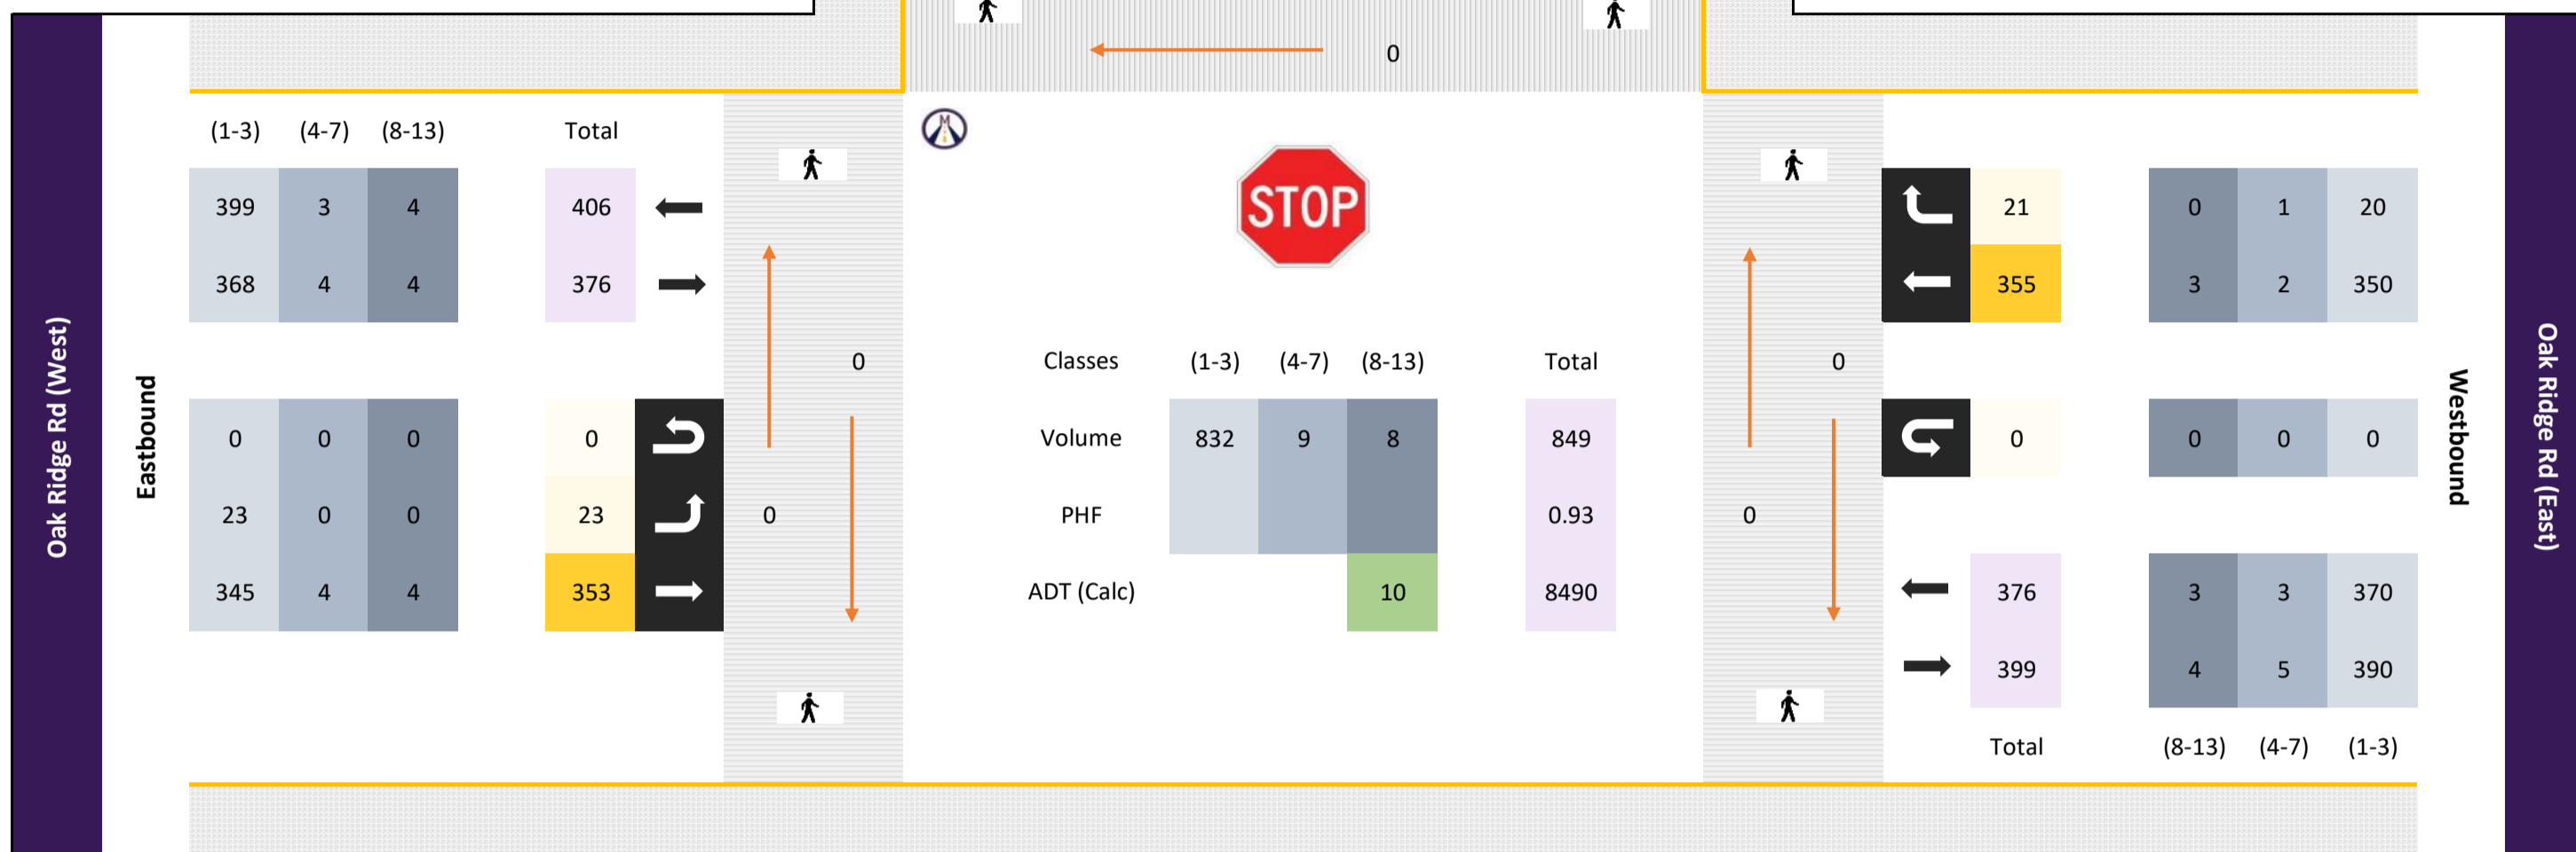 0
(1-3) (4-7) (8-13) Total
399 3 4 406
368 4 4 376
0
0 0 0 0
23 0 0 23 0
345 4 4 353
Oak Ridge Rd (West)
Eastbound
M
STOP
Classes (1-3) (4-7) (8-13) Total
Volume 832 9 8 849
PHF 0.93
ADT (Calc) 10 8490
21 0 1 20
355 3 2 350
0
0 0 0 0
0
376 3 3 370
399 4 5 390
Total (8-13) (4-7) (1-3)
Westbound
Oak Ridge Rd (East)